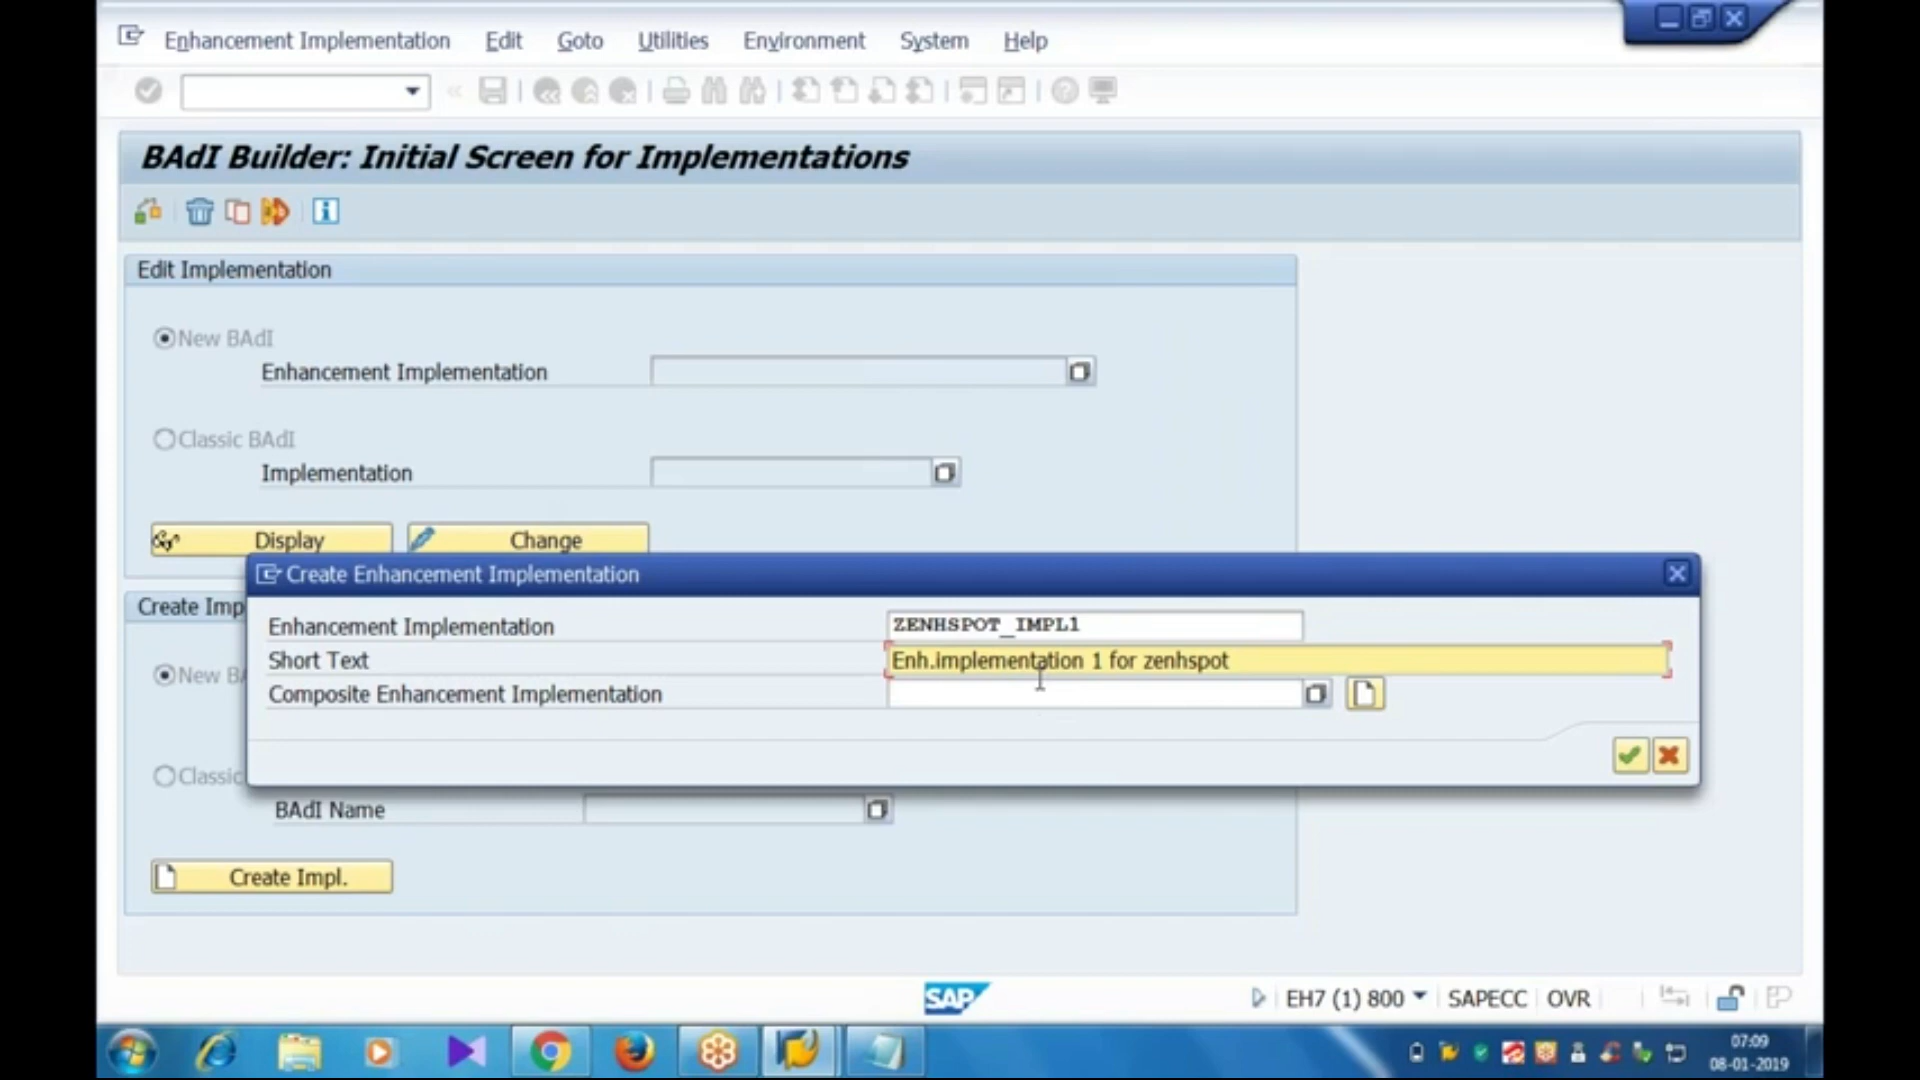 Enhancement Implementation Edit Goto Utilities Environment System Help
BAdI Builder: Initial Screen for Implementations
Edit Implementation
New BAdI
Enhancement Implementation
Classic BAdI
Implementation
Display Change
Create Enhancement Implementation
Create Imp
Enhancement Implementation ZENHSPOT_IMPL1
Short Text Enh.implementation 1 for zenhspot
New BA
Composite Enhancement Implementation
Classic
BAdI Name
Create Impl.
SAP EH7 (1) 800 SAPECC OVR
07:09
08-01-2019